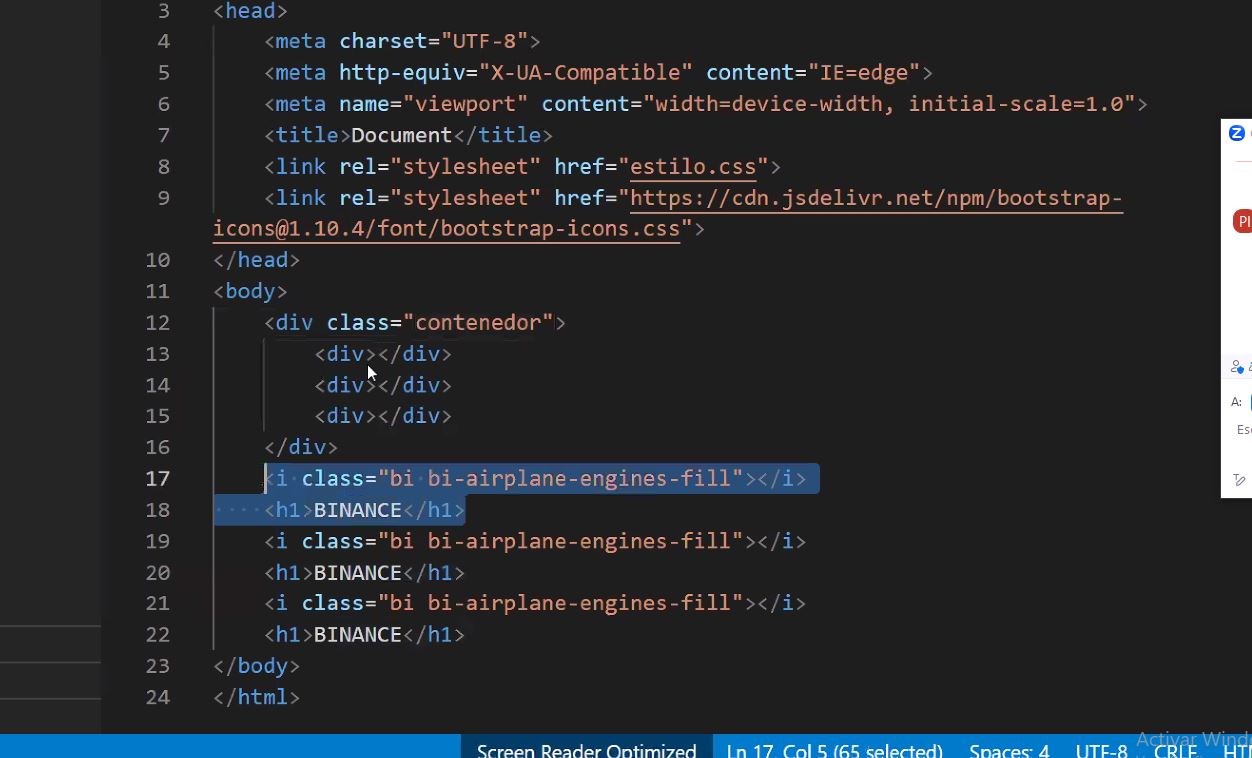 3 <head>
4 <meta charset="UTF-8">
5 <meta http-equiv="X-UA-Compatible" content="IE=edge">
6 <meta name="viewport" content="width=device-width, initial-scale=1.0">
7 <title>Document</title>
8 <link rel="stylesheet" href="estilo.css">
9 <link rel="stylesheet" href="https://cdn.jsdelivr.net/npm/bootstrap-
icons@1.10.4/font/bootstrap-icons.css">
10 </head>
11 <body>
12 <div class="contenedor">
13 <div></div>
14 <div></div>
15 <div></div>
16 </div>
17 <i class="bi bi-airplane-engines-fill"></i>
18 <h1>BINANCE</h1>
19 <i class="bi bi-airplane-engines-fill"></i>
20 <h1>BINANCE</h1>
21 <i class="bi bi-airplane-engines-fill"></i>
22 <h1>BINANCE</h1>
23 </body>
24 </html>
PI
A:
Screen Reader Optimized Ln 17, Col 5 (65 selected) Spaces: 4 UTF-8 CRLF
Activar